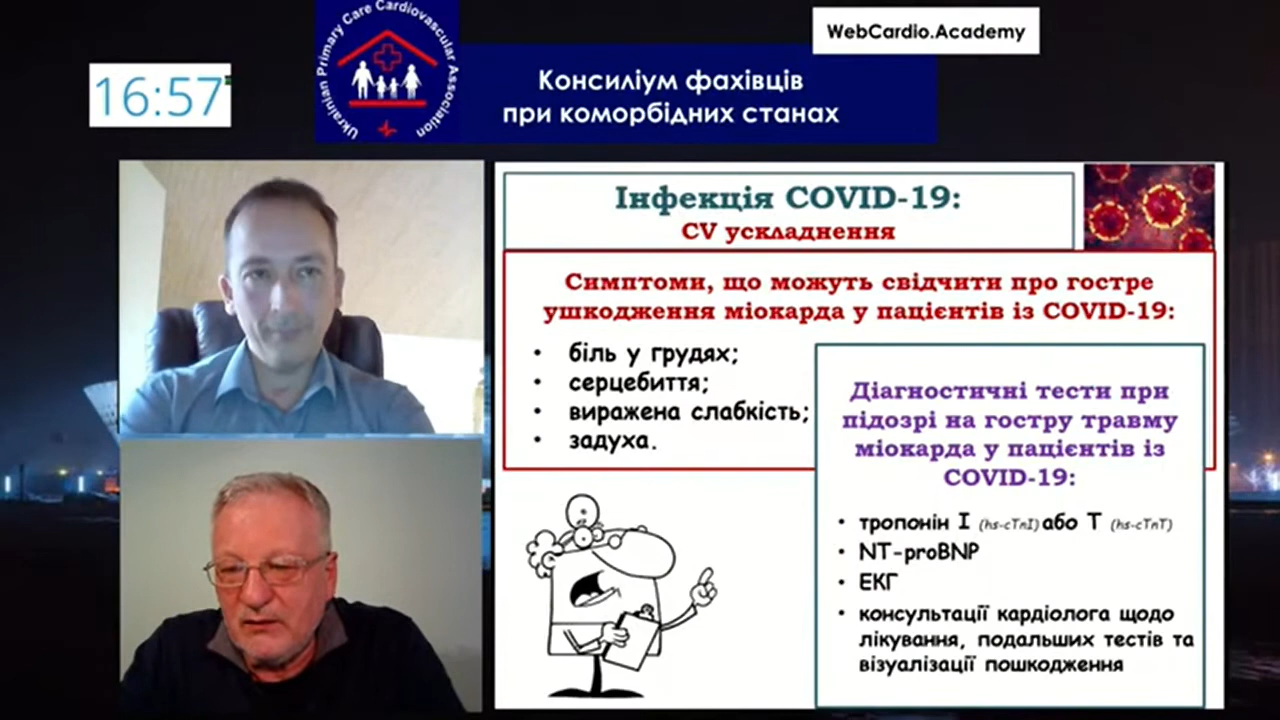 WebCardio.Academy
16:57
Ukrainian Primary Care Cardiovascular Association
Консиліум фахівців
при коморбідних станах
Інфекція COVID-19:
CV ускладнення
Симптоми, що можуть свідчити про гостре
ушкодження міокарда у пацієнтів із COVID-19:
• біль у грудях;
• серцебиття;
• виражена слабкість;
• задуха.
Діагностичні тести при
підозрі на гостру травму
міокарда у пацієнтів із
COVID-19:
• тропонін I (hs-cTnI) або T (hs-cTnT)
• NT-proBNP
• ЕКГ
• консультації кардіолога щодо
лікування, подальших тестів та
візуалізації пошкодження